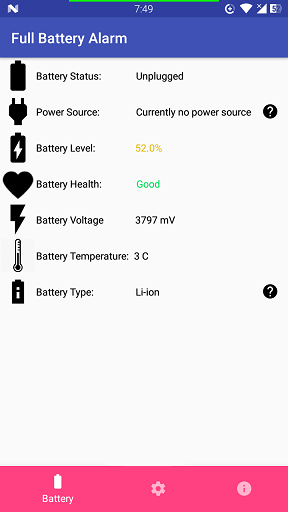 7:49
Full Battery Alarm
Battery Status: Unplugged
Power Source: Currently no power source
Battery Level: 52.0%
Battery Health: Good
Battery Voltage 3797 mV
Battery Temperature: 3 C
Battery Type: Li-ion
Battery